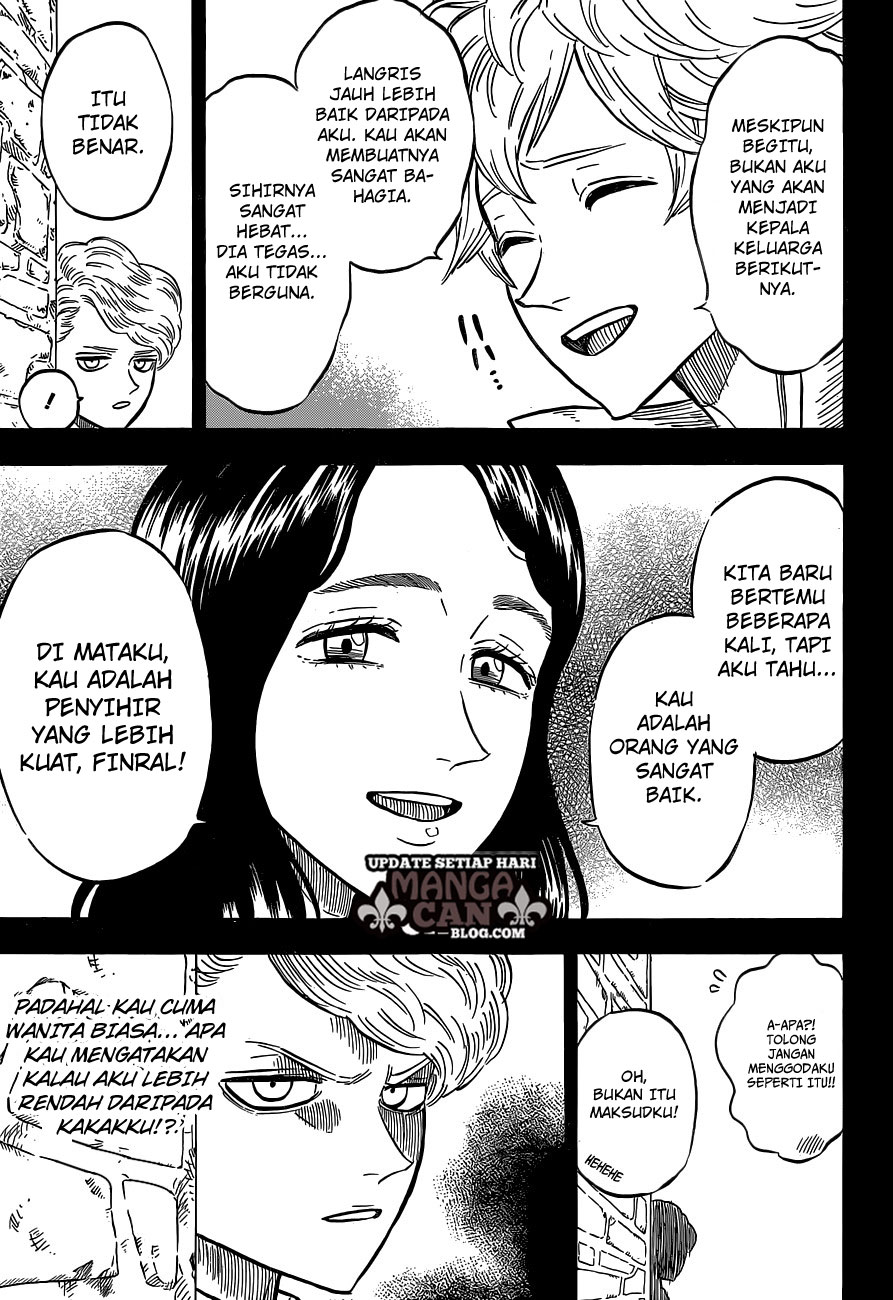 MESKIPUN
BEGITU,
BUKAN AKU
YANG AKAN
MENJADI
KEPALA
KELUARGA
BERIKUT-
NYA.
LANGRIS
JAUH LEBIH
BAIK DARIPADA
AKU. KAU AKAN
MEMBUATNYA
SANGAT BA-
HAGIA.
SIHIRNYA
SANGAT
HEBAT...
DIA TEGAS...
AKU TIDAK
BERGUNA.
!!...
ITU
TIDAK
BENAR.
!
KITA BARU
BERTEMU
BEBERAPA
KALI, TAPI
AKU TAHU...
KAU
ADALAH
ORANG YANG
SANGAT
BAIK.
DI MATAKU,
KAU ADALAH
PENYIHIR
YANG LEBIH
KUAT, FINRAL!
UPDATE SETIAP HARI
MANGA
CAN
BLOG.COM
A-APA?!
TOLONG
JANGAN
MENGGODAKU
SEPERTI ITU!!
OH,
BUKAN ITU
MAKSUDKU!
HEHEHE
PADAHAL KAU CUMA
WANITA BIASA... APA
KAU MENGATAKAN
KALAU AKU LEBIH
RENDAH DARIPADA
KAKAKKU!?